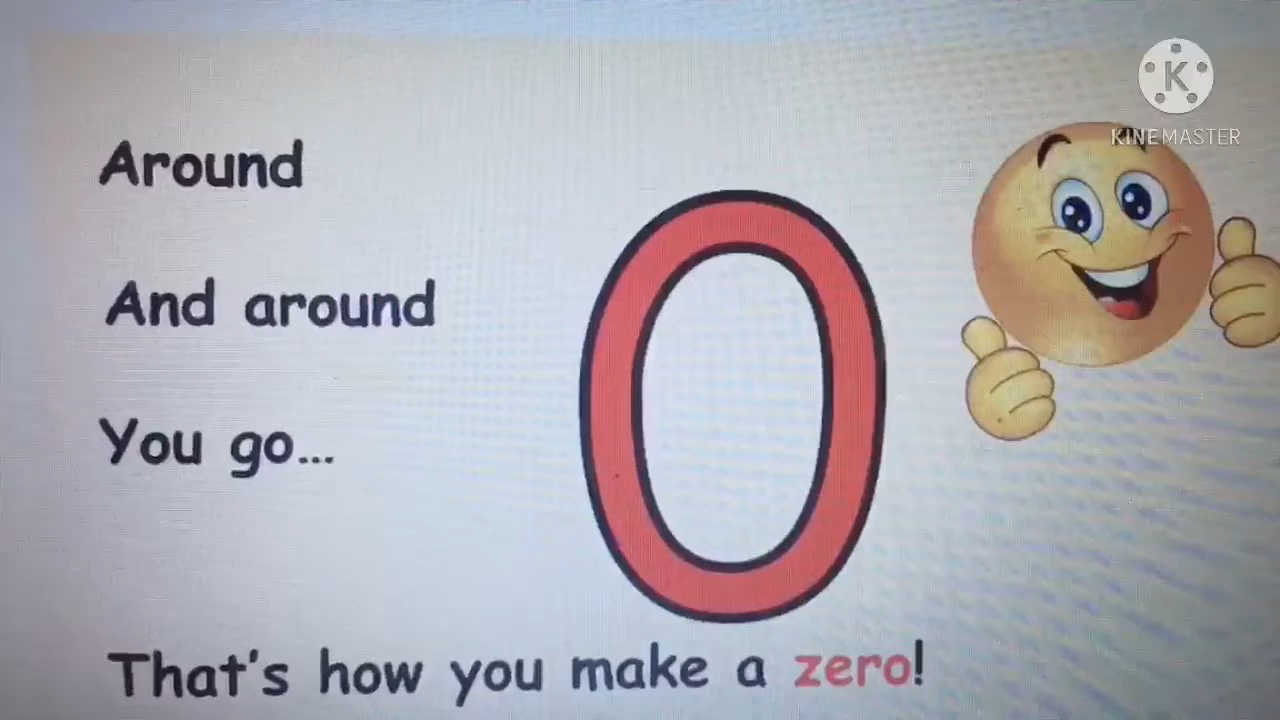 K
KINEMASTER
Around
And around
You go...
0
That's how you make a zero!